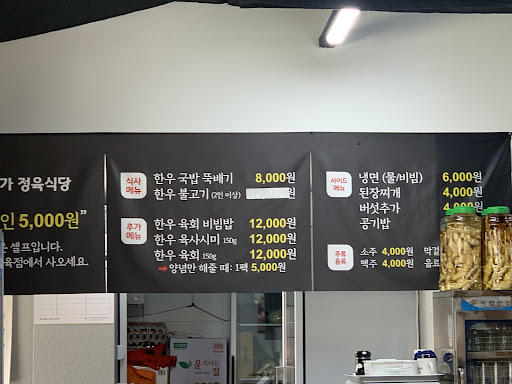 가 정육식당
인 5,000원"
은 셀프입니다.
육점에서 사오세요.
식사
메뉴
한우 국밥 뚝배기 8,000원
한우 불고기 (2인 이상) 원
추가
메뉴
한우 육회 비빔밥 12,000원
한우 육사시미 150g 12,000원
한우 육회 150g 12,000원
➞ 양념만 해줄 때 : 1팩 5,000원
사이드
메뉴
냉면 (물/비빔) 6,000원
된장찌개 4,000원
버섯추가 4,000원
공기밥
주류
음료
소주 4,000원 막걸
맥주 4,000원 음료